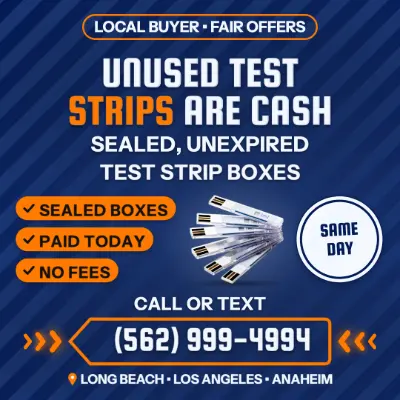 LOCAL BUYER • FAIR OFFERS
UNUSED TEST
STRIPS ARE CASH
SEALED, UNEXPIRED
TEST STRIP BOXES
✓ SEALED BOXES
✓ PAID TODAY
✓ NO FEES
SAME
DAY
CALL OR TEXT
(562) 999-4994
LONG BEACH • LOS ANGELES • ANAHEIM